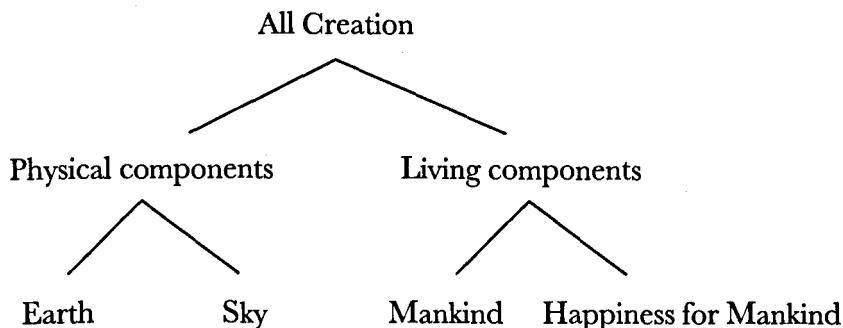 All Creation
Physical components Living components
Earth Sky Mankind Happiness for Mankind